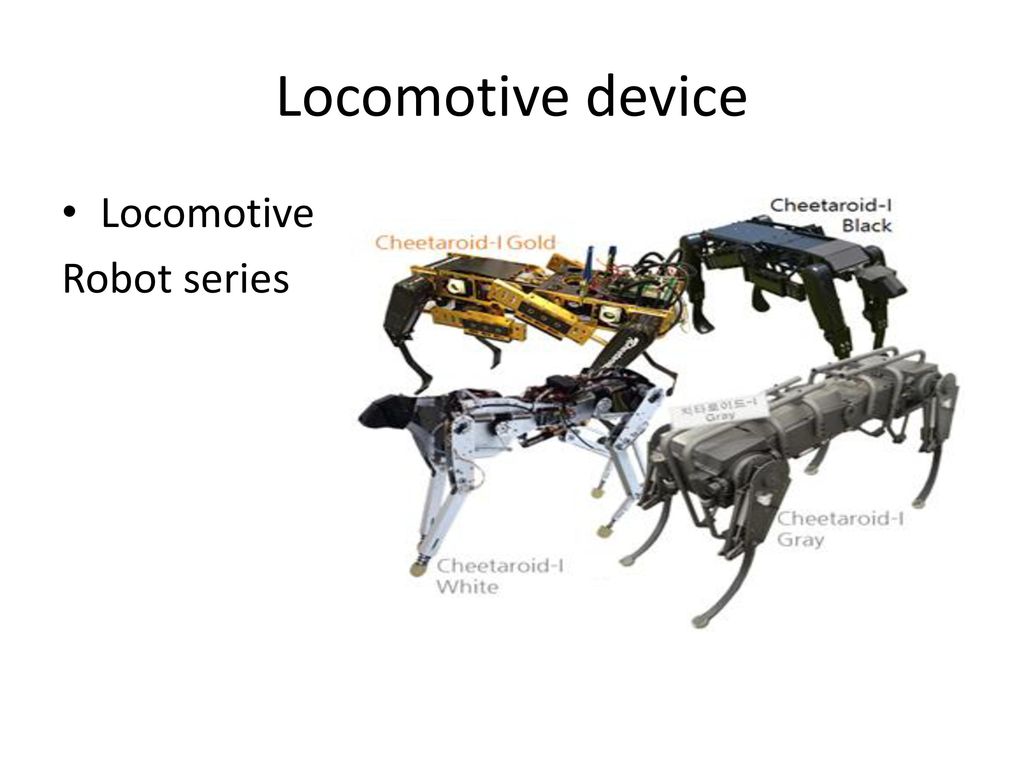 Locomotive device
• Locomotive
Robot series
Cheetaroid-I
Black
Cheetaroid-I Gold
치타로이드-I
Gray
Cheetaroid-I
Gray
Cheetaroid-I
White